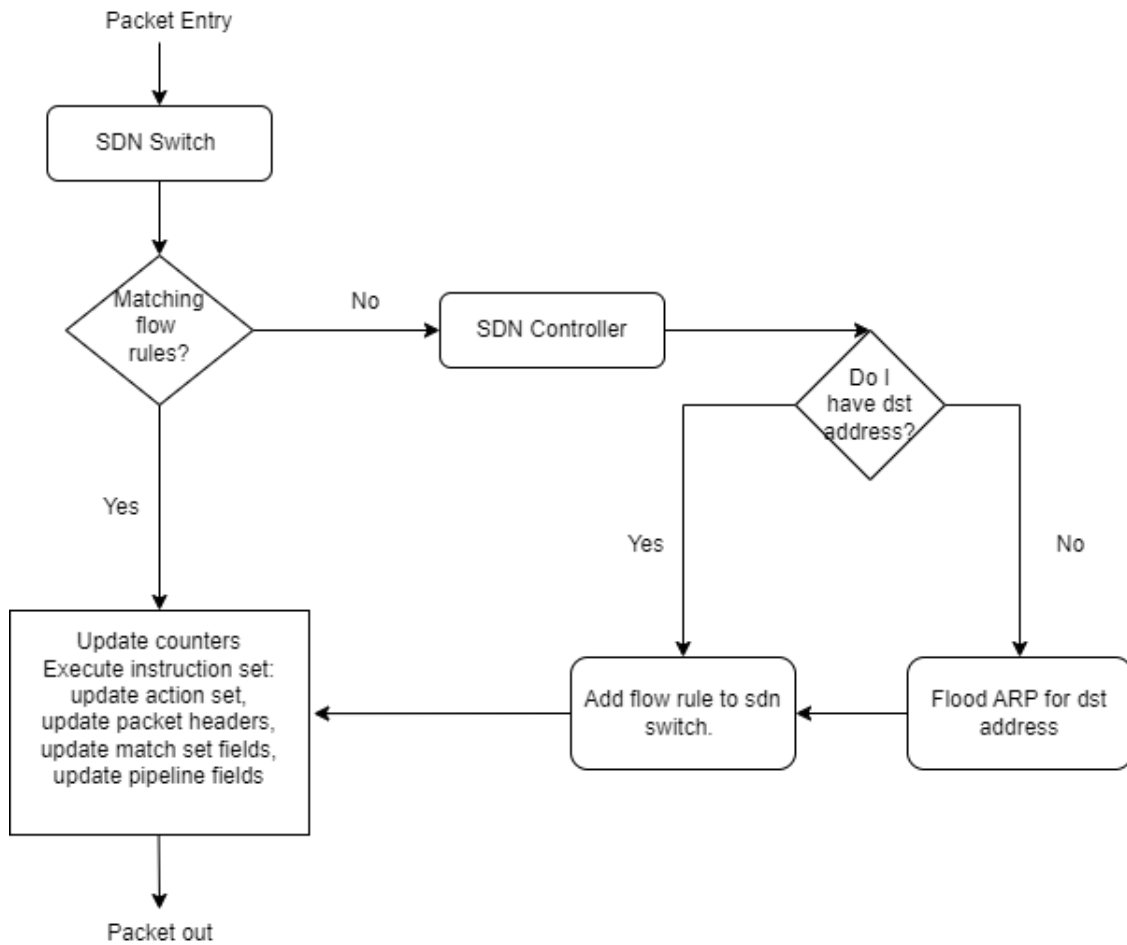 Packet Entry
SDN Switch
Matching
flow
rules?
No
SDN Controller
Do I
have dst
address?
Yes
Yes
No
Update counters
Execute instruction set:
update action set,
update packet headers,
update match set fields,
update pipeline fields
Add flow rule to sdn
switch.
Flood ARP for dst
address
Packet out